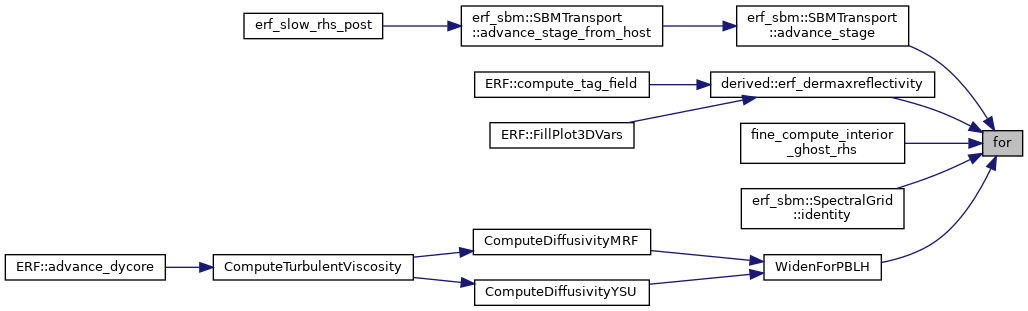 erf_slow_rhs_post
erf_sbm::SBMTransport
::advance_stage_from_host
erf_sbm::SBMTransport
::advance_stage
ERF::compute_tag_field
derived::erf_dermaxreflectivity
ERF::FillPlot3DVars
fine_compute_interior
_ghost_rhs
for
erf_sbm::SpectralGrid
::identity
ComputeDiffusivityMRF
ERF::advance_dycore
ComputeTurbulentViscosity
WidenForPBLH
ComputeDiffusivityYSU